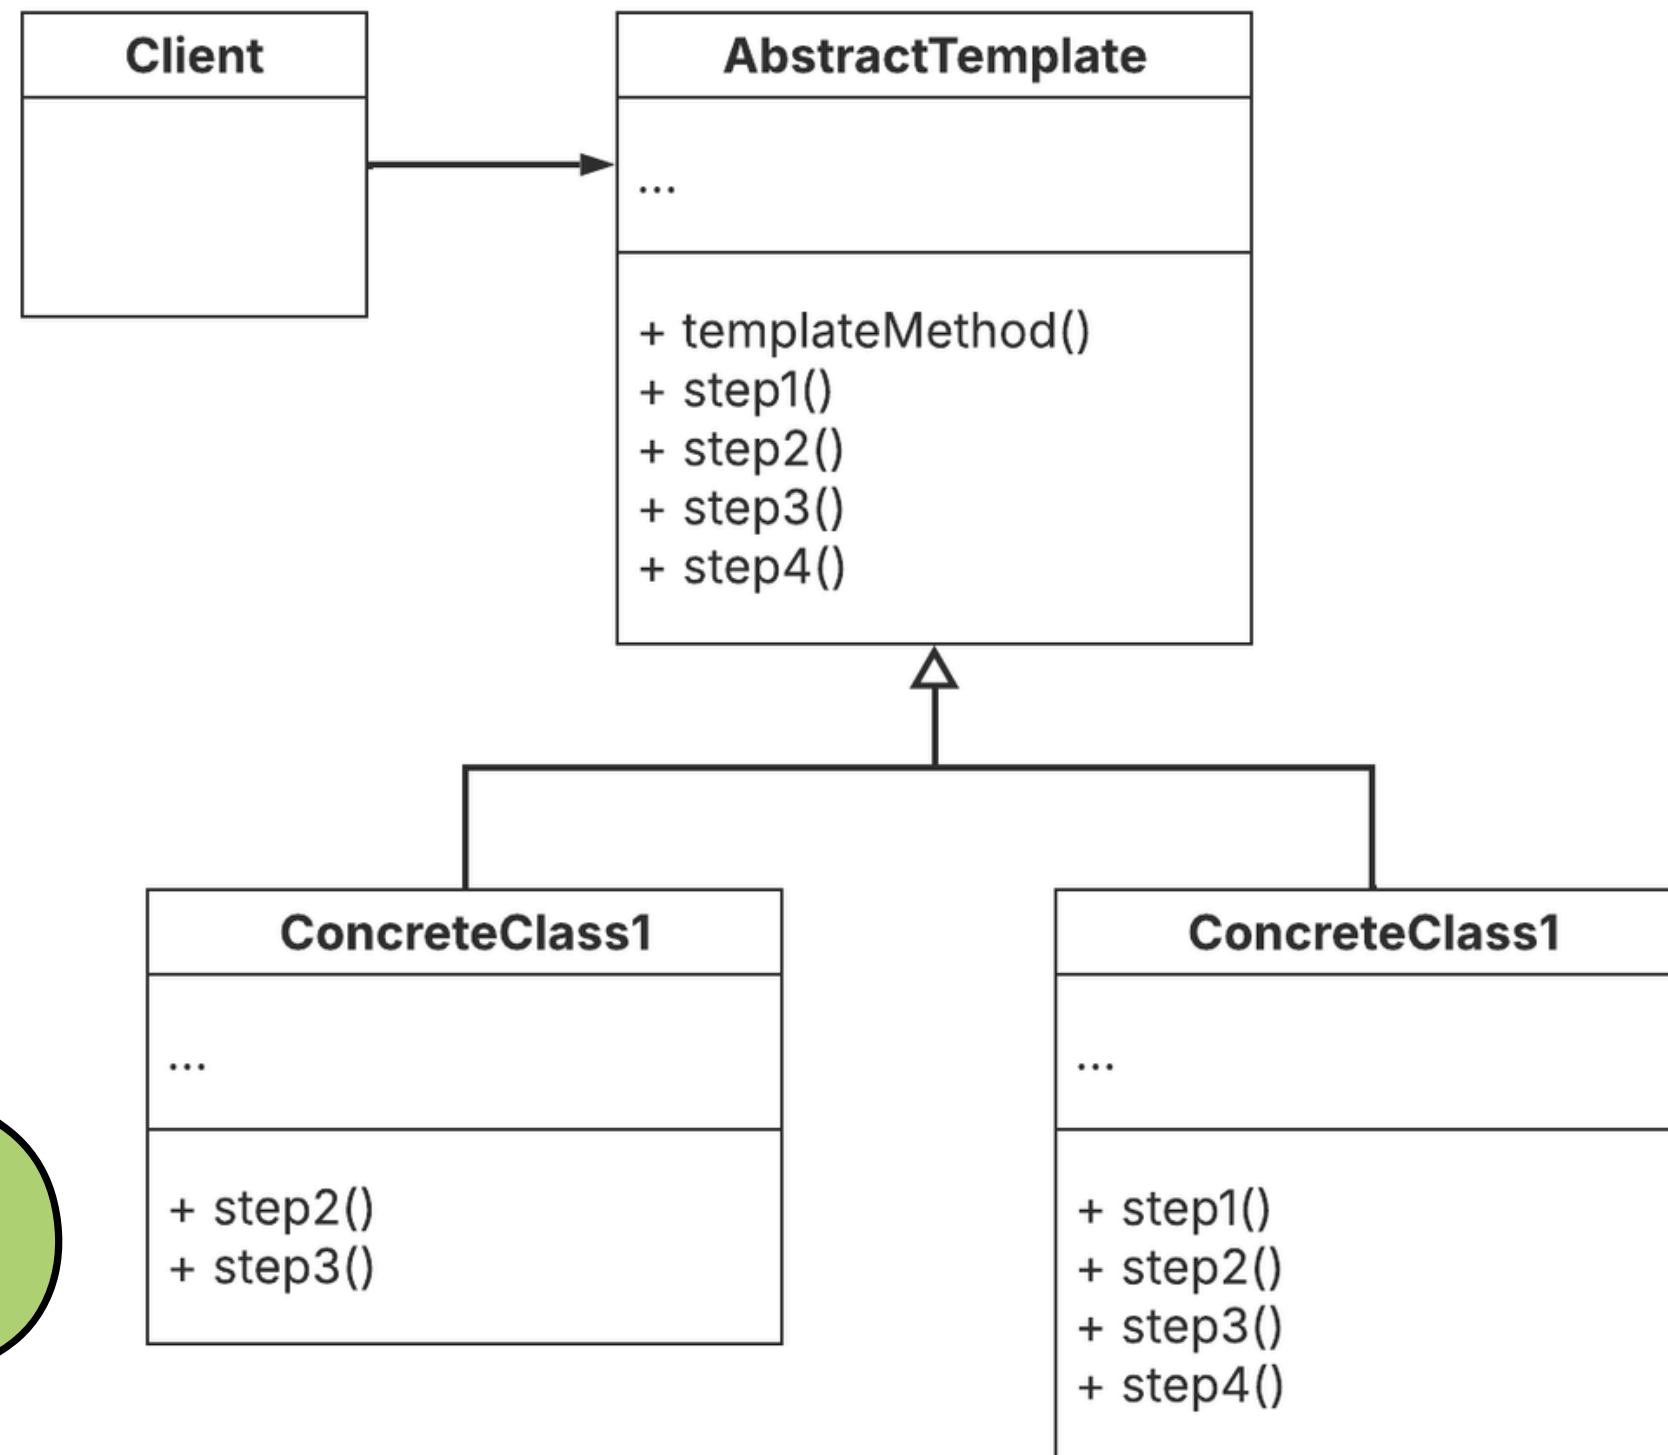 Client
AbstractTemplate
...
+ templateMethod()
+ step1()
+ step2()
+ step3()
+ step4()
ConcreteClass1
...
+ step2()
+ step3()
ConcreteClass1
...
+ step1()
+ step2()
+ step3()
+ step4()